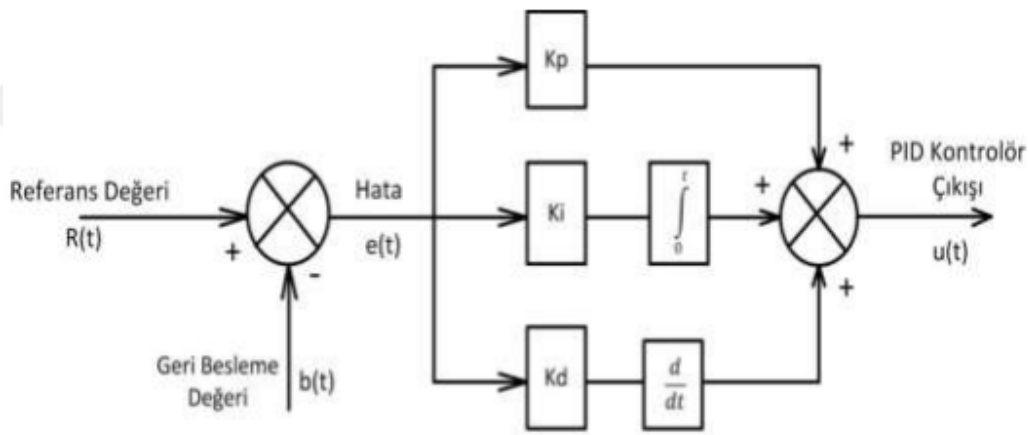 Referans Değeri
R(t)
+
-
Geri Besleme
Değeri
b(t)
Hata
e(t)
Kp
Ki
t
∫
0
Kd
d
dt
+
+
+
PID Kontrolör
Çıkışı
u(t)